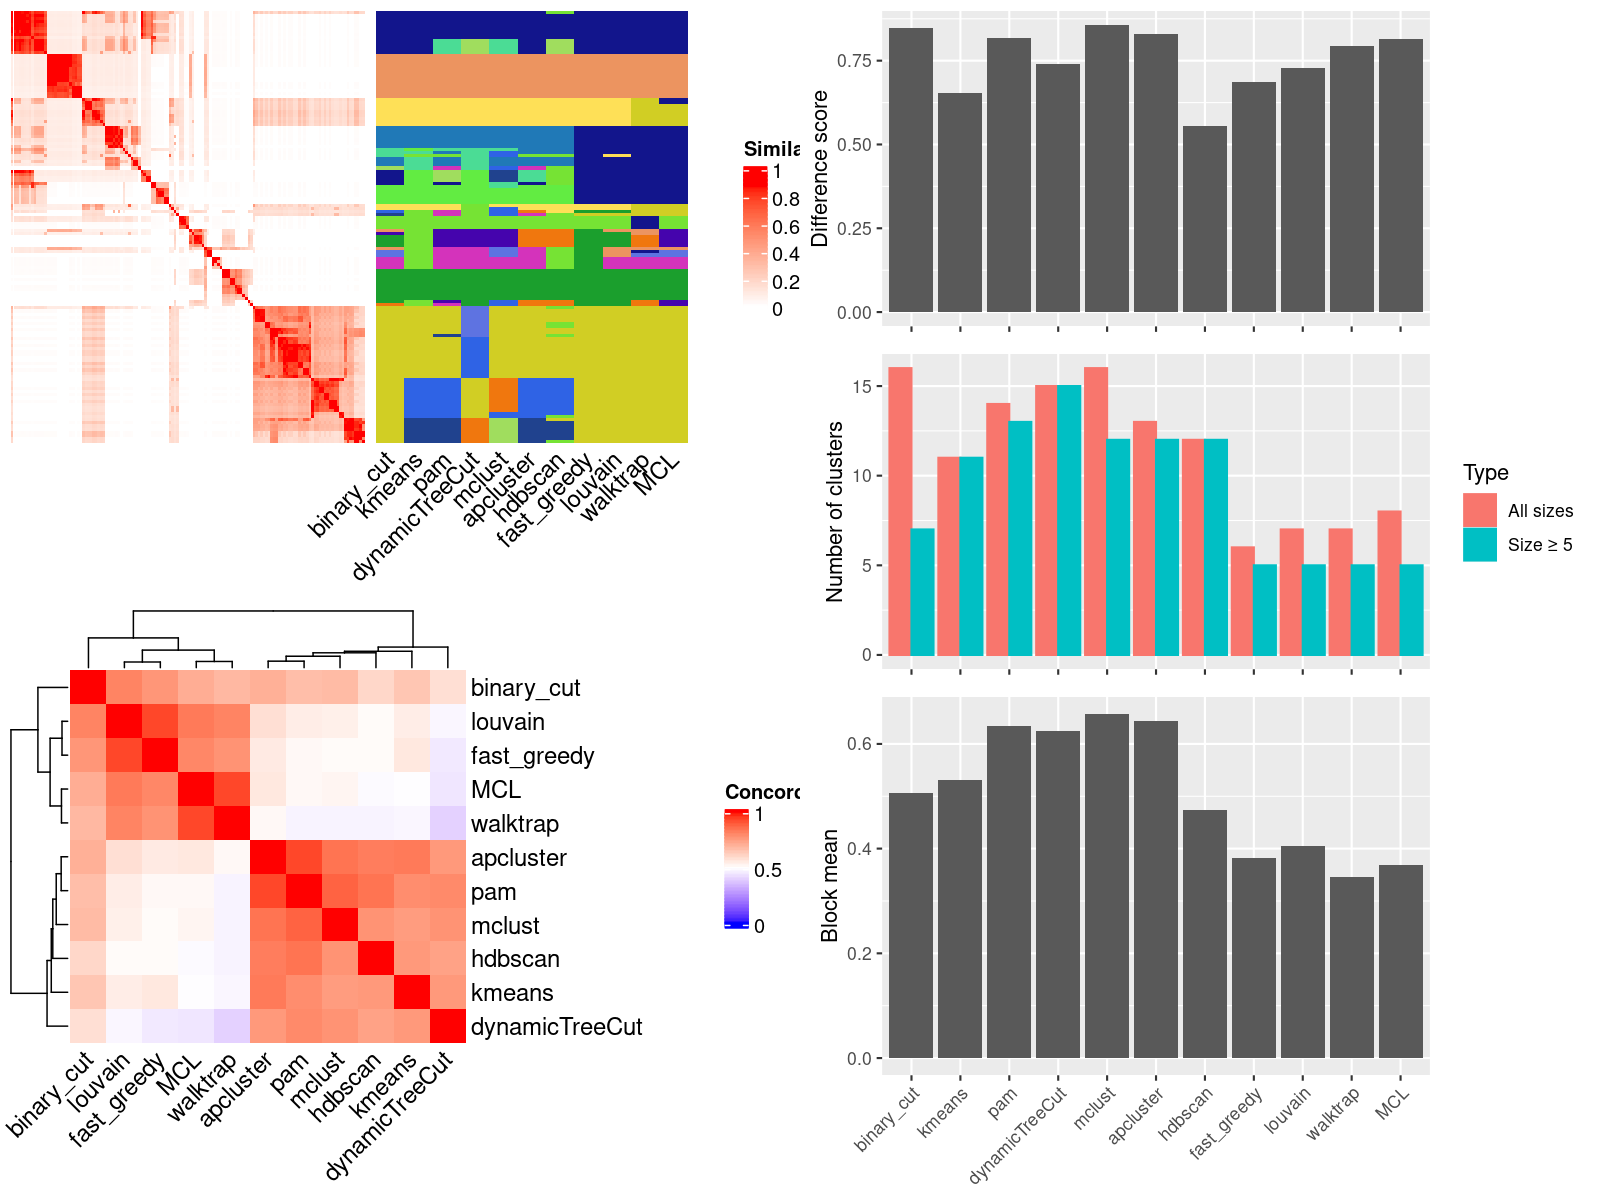 Simila
1
0.8
0.6
0.4
0.2
0
binary_cut
kmeans
pam
dynamicTreeCut
mclust
apcluster
hdbscan
fast_greedy
louvain
walktrap
MCL
binary_cut
louvain
fast_greedy
MCL
walktrap
apcluster
pam
mclust
hdbscan
kmeans
dynamicTreeCut
binary_cut
louvain
fast_greedy
MCL
walktrap
apcluster
pam
mclust
hdbscan
kmeans
dynamicTreeCut
Concord
1
0.5
0
Difference score
0.75
0.50
0.25
0.00
Number of clusters
15
10
5
0
Type
All sizes
Size ≥ 5
Block mean
0.6
0.4
0.2
0.0
binary_cut
kmeans
pam
dynamicTreeCut
mclust
apcluster
hdbscan
fast_greedy
louvain
walktrap
MCL